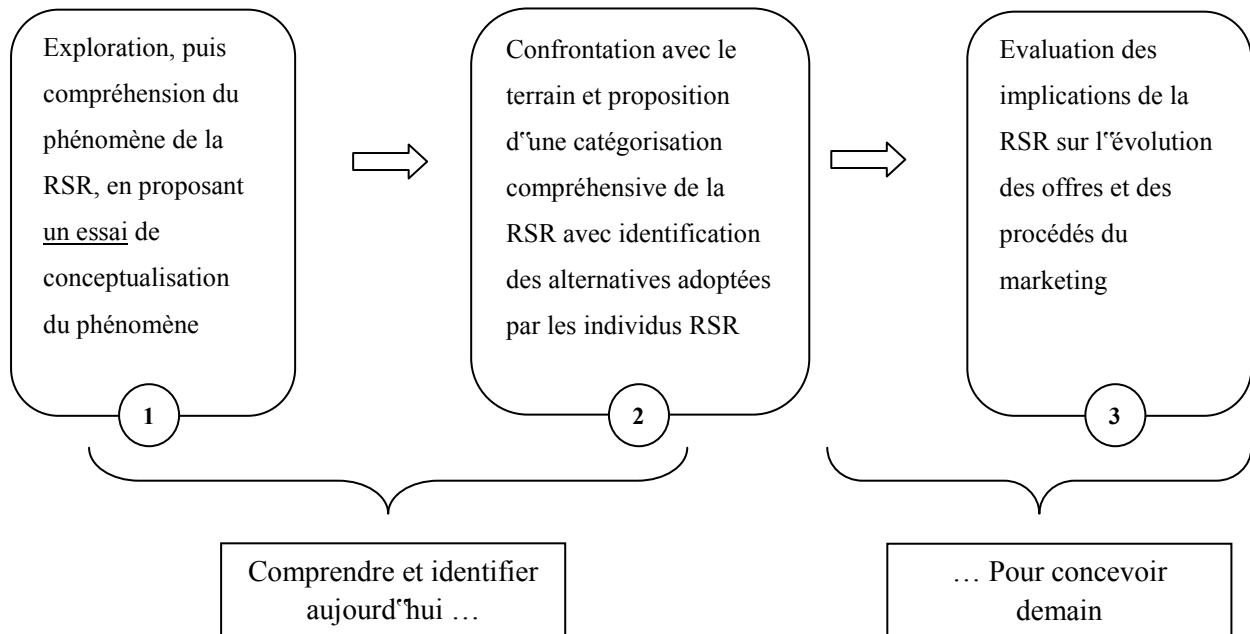 Exploration, puis
compréhension du
phénomène de la
RSR, en proposant
un essai de
conceptualisation
du phénomène
1
Confrontation avec le
terrain et proposition
d‟une catégorisation
compréhensive de la
RSR avec identification
des alternatives adoptées
par les individus RSR
2
Evaluation des
implications de la
RSR sur l‟évolution
des offres et des
procédés du
marketing
3
Comprendre et identifier
aujourd‟hui …
… Pour concevoir
demain